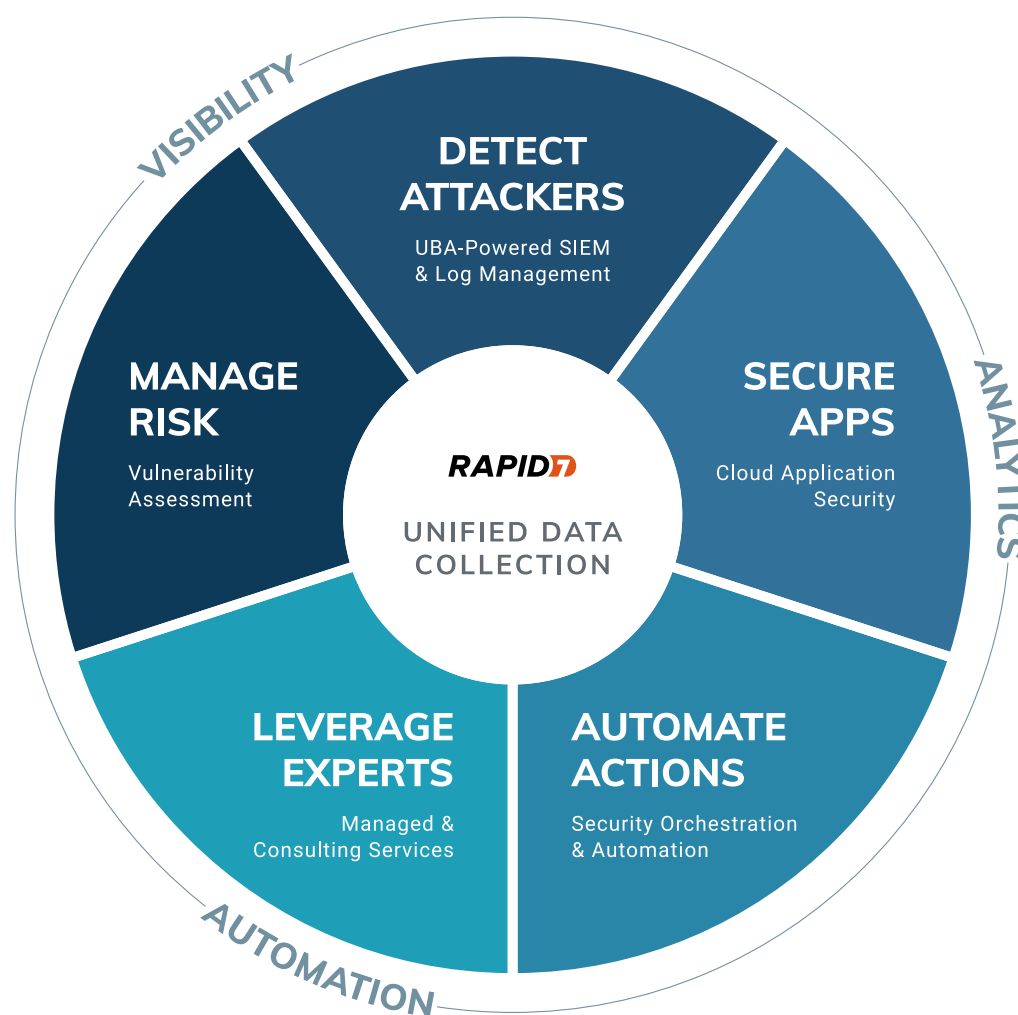 VISIBILITY
DETECT
ATTACKERS
UBA-Powered SIEM
& Log Management
MANAGE
RISK
Vulnerability
Assessment
SECURE
APPS
Cloud Application
Security
ANALYTICS
RAPID7
UNIFIED DATA
COLLECTION
LEVERAGE
EXPERTS
Managed &
Consulting Services
AUTOMATE
ACTIONS
Security Orchestration
& Automation
AUTOMATION